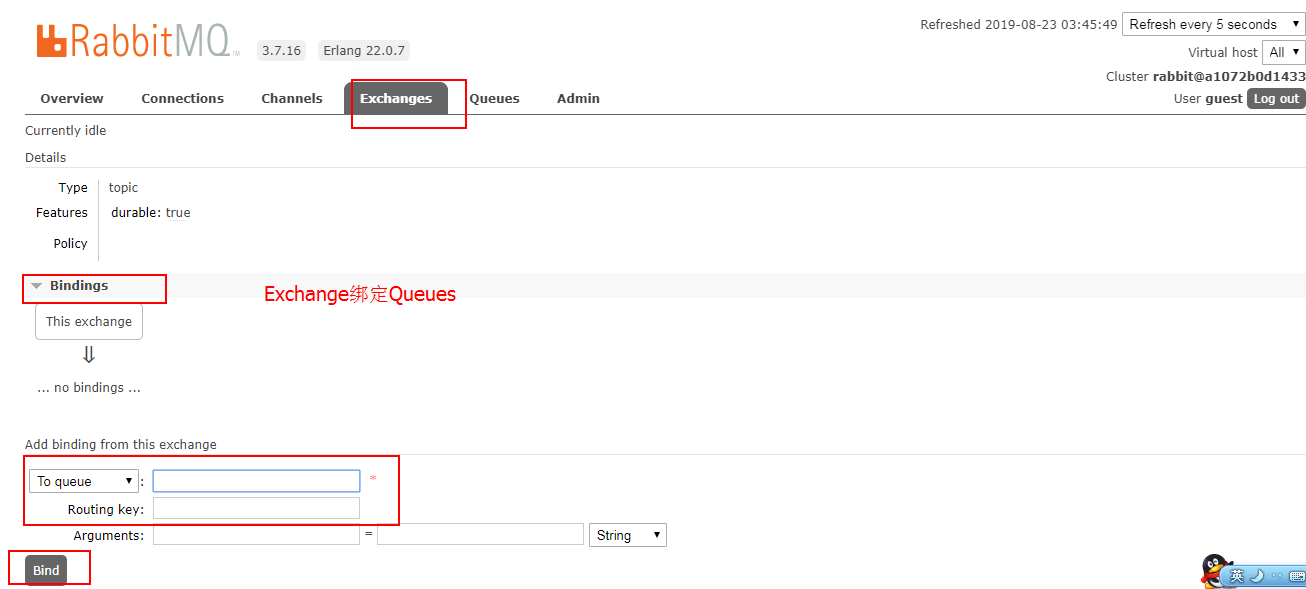 RabbitMQ TM 3.7.16 Erlang 22.0.7
Refreshed 2019-08-23 03:45:49 Refresh every 5 seconds
Virtual host All
Cluster rabbit@a1072b0d1433
User guest Log out
Overview Connections Channels Exchanges Queues Admin
Currently idle
Details
Type topic
Features durable: true
Policy
Bindings
Exchange绑定Queues
This exchange
⇓
... no bindings ...
Add binding from this exchange
To queue : *
Routing key:
Arguments: = String
Bind
英